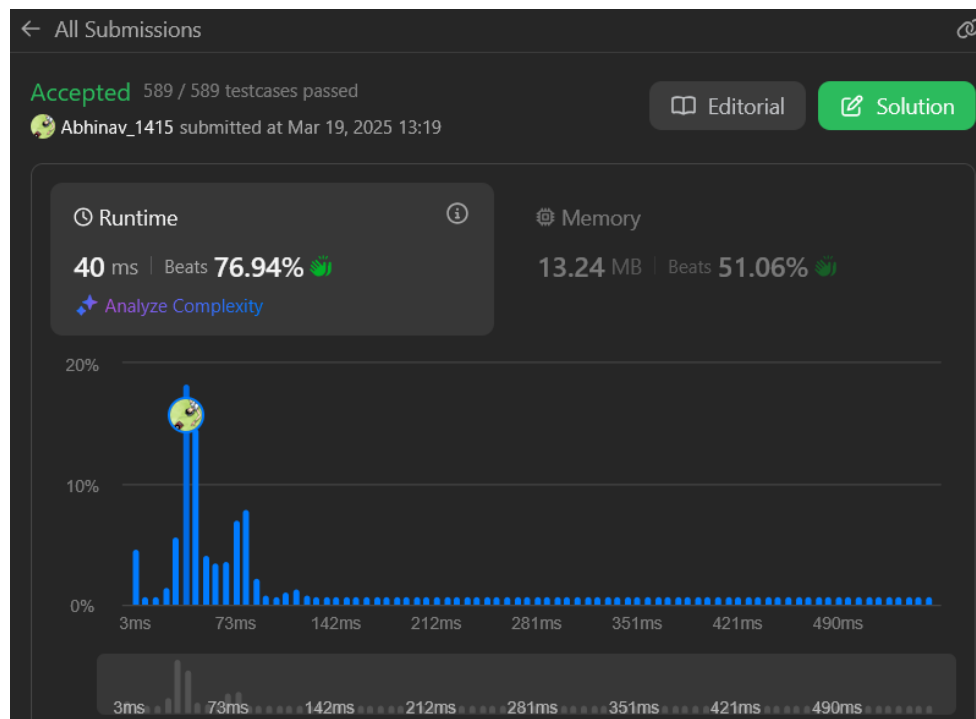 All Submissions
Accepted 589 / 589 testcases passed
Abhinav_1415 submitted at Mar 19, 2025 13:19
Editorial
Solution
Runtime
40 ms | Beats 76.94%
Analyze Complexity
Memory
13.24 MB | Beats 51.06%
20%
10%
0%
3ms 73ms 142ms 212ms 281ms 351ms 421ms 490ms
3ms 73ms 142ms 212ms 281ms 351ms 421ms 490ms